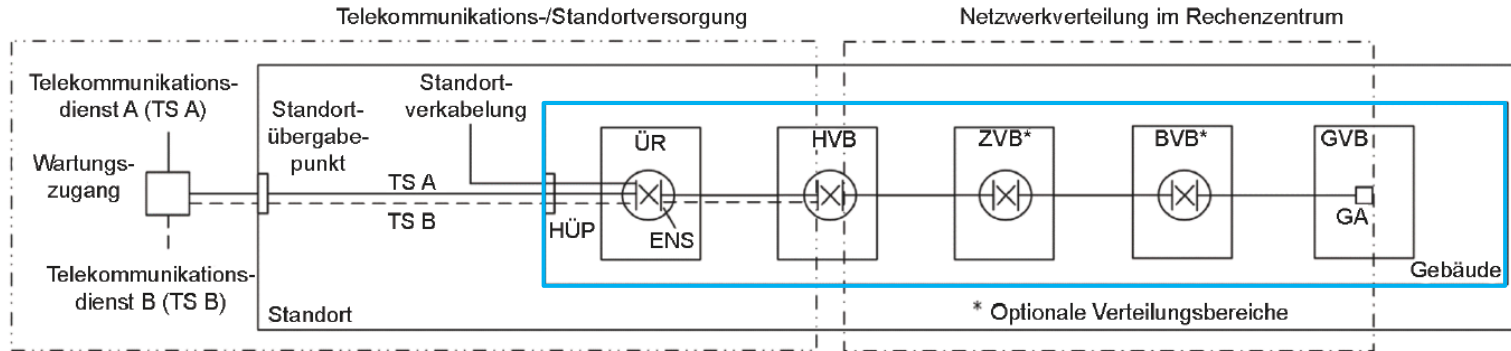 Telekommunikations-/Standortversorgung
Netzwerkverteilung im Rechenzentrum
Telekommunikations-
dienst A (TS A)
Wartungs-
zugang
Telekommunikations-
dienst B (TS B)
Standort-
übergabe-
punkt
Standort-
verkabelung
TS A
TS B
HÜP
ÜR
ENS
HVB
ZVB*
BVB*
GVB
GA
Gebäude
Standort
* Optionale Verteilungsbereiche